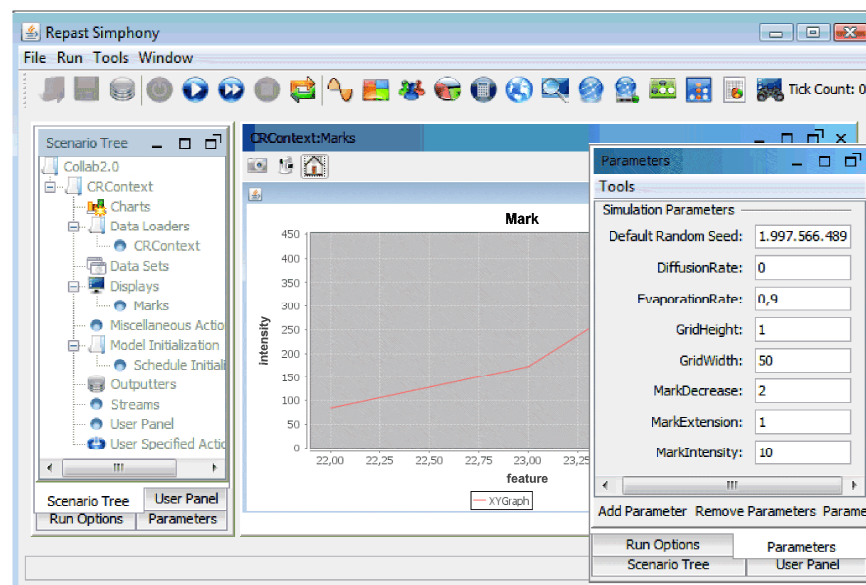 Repast Simphony
File Run Tools Window
Tick Count: 0
Scenario Tree
Collab2.0
CRContext
Charts
Data Loaders
CRContext
Data Sets
Displays
Marks
Miscellaneous Actio
Model Initialization
Schedule Initiali
Outputters
Streams
User Panel
User Specified Actio
Scenario Tree User Panel
Run Options Parameters
CRContext:Marks
Mark
450
400
350
300
250
200
150
100
50
0
intensity
22,00 22,25 22,50 22,75 23,00 23,25
feature
XYGraph
Parameters
Tools
Simulation Parameters
Default Random Seed: 1.997.566.489
DiffusionRate: 0
EvaporationRate: 0,9
GridHeight: 1
GridWidth: 50
MarkDecrease: 2
MarkExtension: 1
MarkIntensity: 10
Add Parameter Remove Parameters Parame
Run Options Parameters
Scenario Tree User Panel